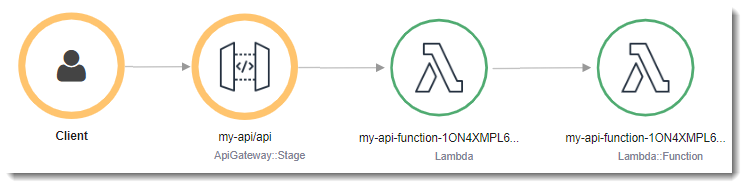 </>
Client
my-api/api
my-api-function-1ON4XMPL6...
my-api-function-1ON4XMPL6...
ApiGateway::Stage
Lambda
Lambda::Function